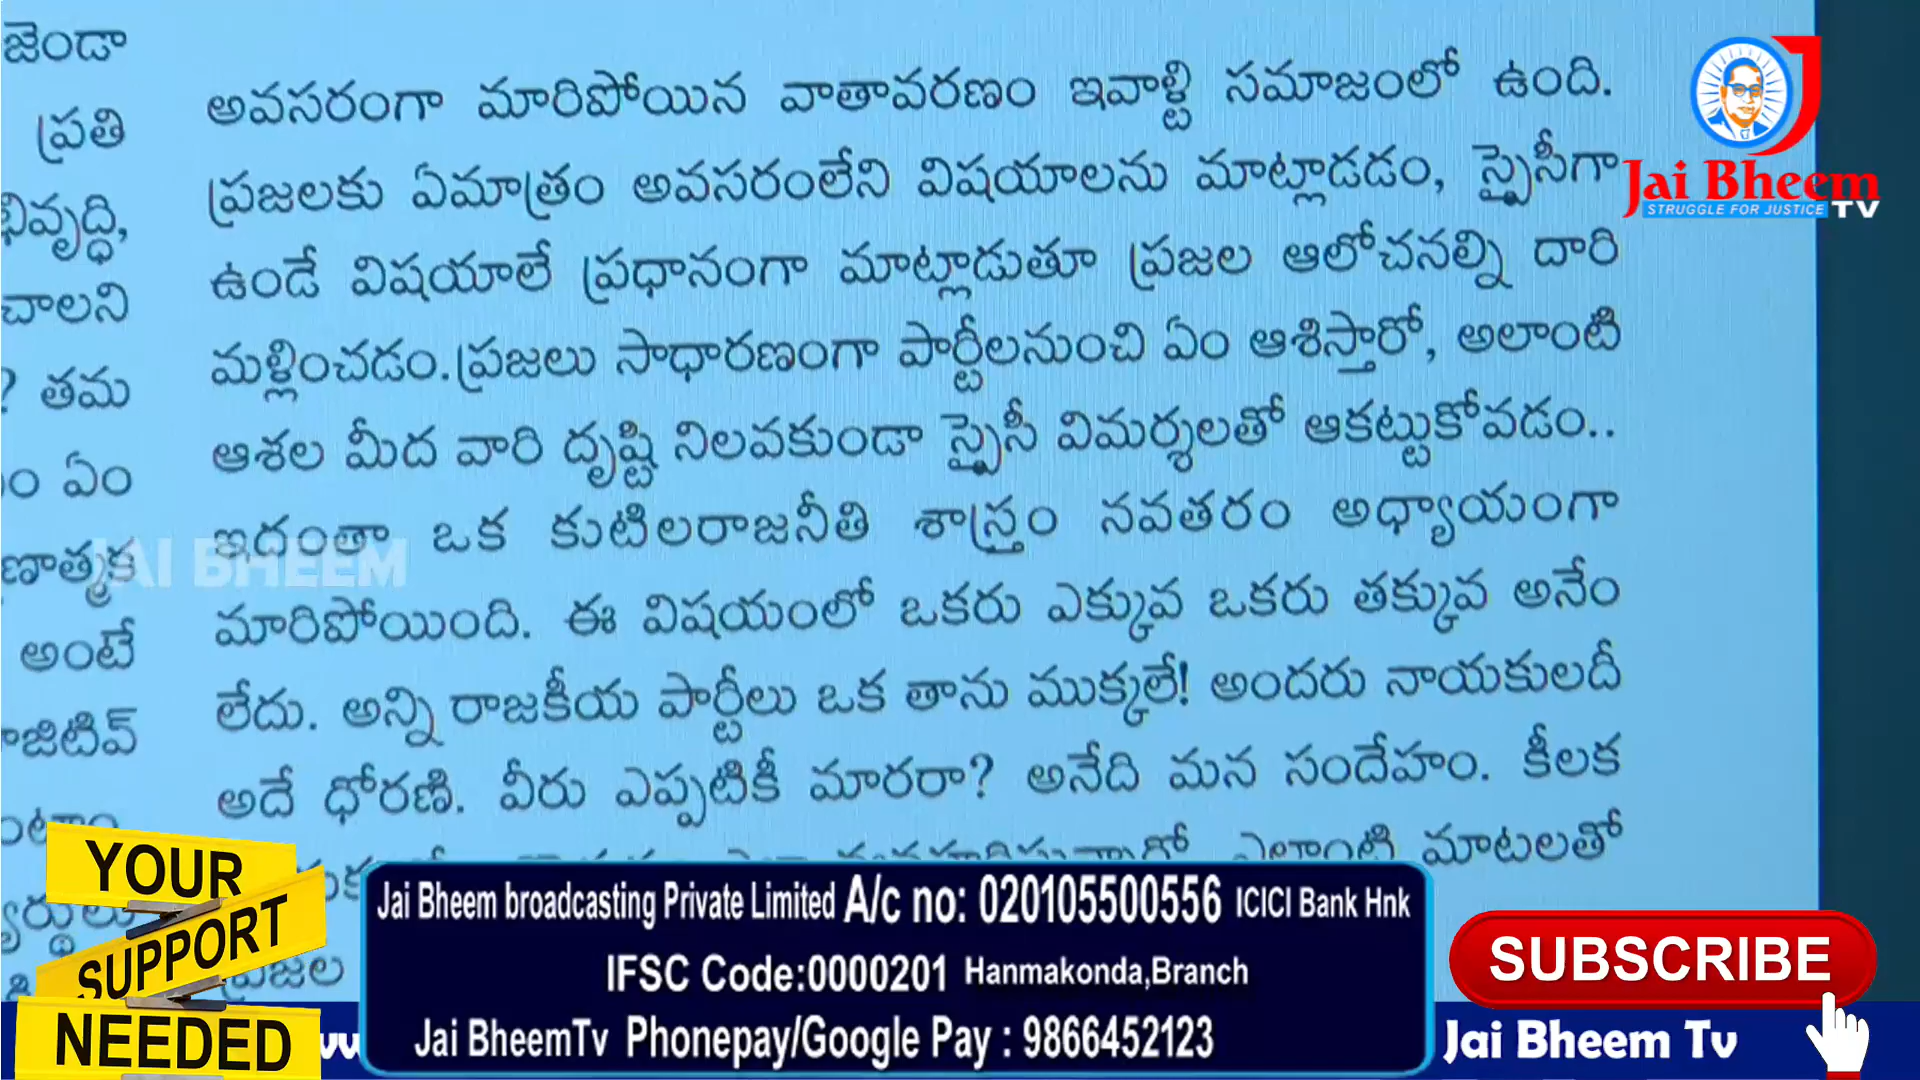 జెండా
ప్రతి
చాలని
? తమ
ఏం
అంటే
అవసరంగా మారిపోయిన వాతావరణం ఇవాళ్టి సమాజంలో ఉంది.
ప్రజలకు ఏమాత్రం అవసరంలేని విషయాలను మాట్లాడడం, స్పైసీగా
ఉండే విషయాలే ప్రధానంగా మాట్లాడుతూ ప్రజల ఆలోచనల్ని దారి
మళ్లించడం.ప్రజలు సాధారణంగా పార్టీలనుంచి ఏం ఆశిస్తారో, అలాంటి
ఆశల మీద వారి దృష్టి నిలవకుండా స్పైసీ విమర్శలతో ఆకట్టుకోవడం..
ఇదంతా ఒక కుటిలరాజనీతి శాస్త్రం నవతరం అధ్యాయంగా
మారిపోయింది. ఈ విషయంలో ఒకరు ఎక్కువ ఒకరు తక్కువ అనేం
లేదు. అన్ని రాజకీయ పార్టీలు ఒక తాను ముక్కలే! అందరు నాయకులదీ
అదే ధోరణి. వీరు ఎప్పటికీ మారరా? అనేది మన సందేహం. కీలక
ఎలాంటి మాటలతో
ప్రజల
JAI BHEEM
Jai Bheem
STRUGGLE FOR JUSTICE TV
YOUR
SUPPORT
NEEDED
Jai Bheem broadcasting Private Limited A/c no: 020105500556 ICICI Bank Hnk
IFSC Code:0000201 Hanmakonda,Branch
Jai BheemTv Phonepay/Google Pay : 9866452123
SUBSCRIBE
Jai Bheem Tv